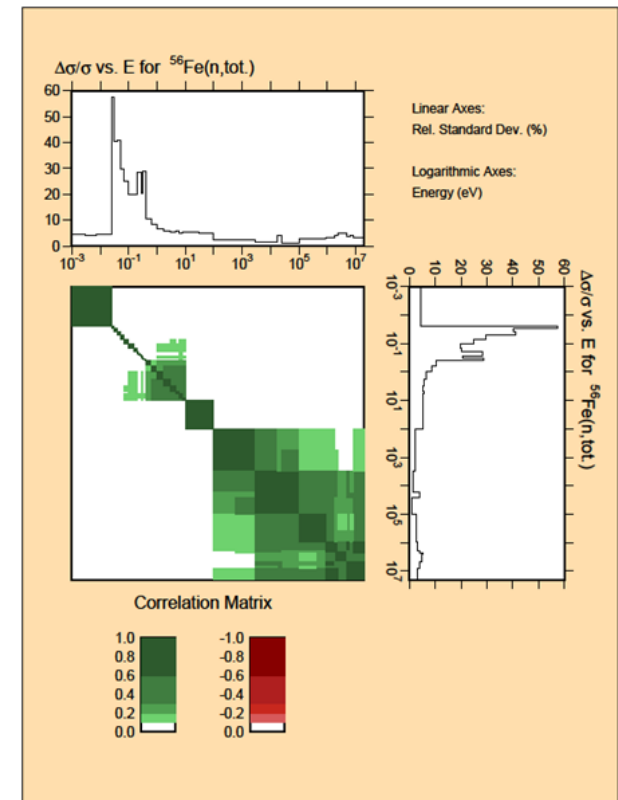 Δσ/σ vs. E for ⁵⁶Fe(n,tot.)
60
50
40
30
20
10
0
10⁻³ 10⁻¹ 10¹ 10³ 10⁵ 10⁷
Linear Axes:
Rel. Standard Dev. (%)
Logarithmic Axes:
Energy (eV)
0 10 20 30 40 50 60
10⁻³
10⁻¹
10¹
10³
10⁵
10⁷
Δσ/σ vs. E for ⁵⁶Fe(n,tot.)
Correlation Matrix
1.0
0.8
0.6
0.4
0.2
0.0
-1.0
-0.8
-0.6
-0.4
-0.2
0.0